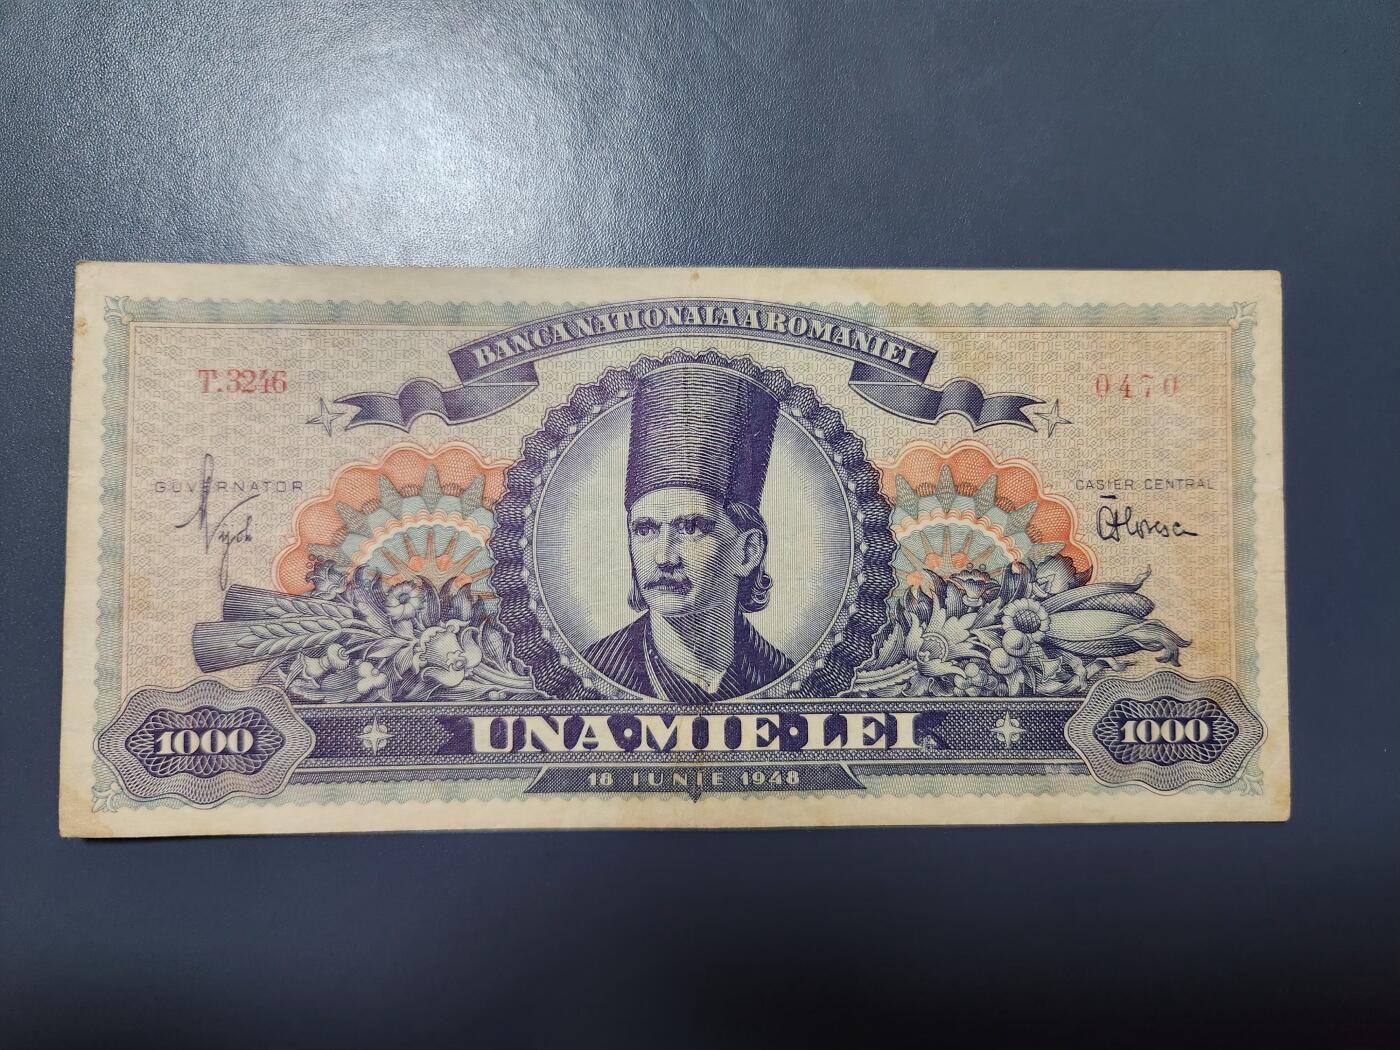 BANCA NATIONALA A ROMANIEI
T.3246
0470
GUVERNATOR
CASIER CENTRAL
UNA·MIE·LEI
1000
1000
18 IUNIE 1948